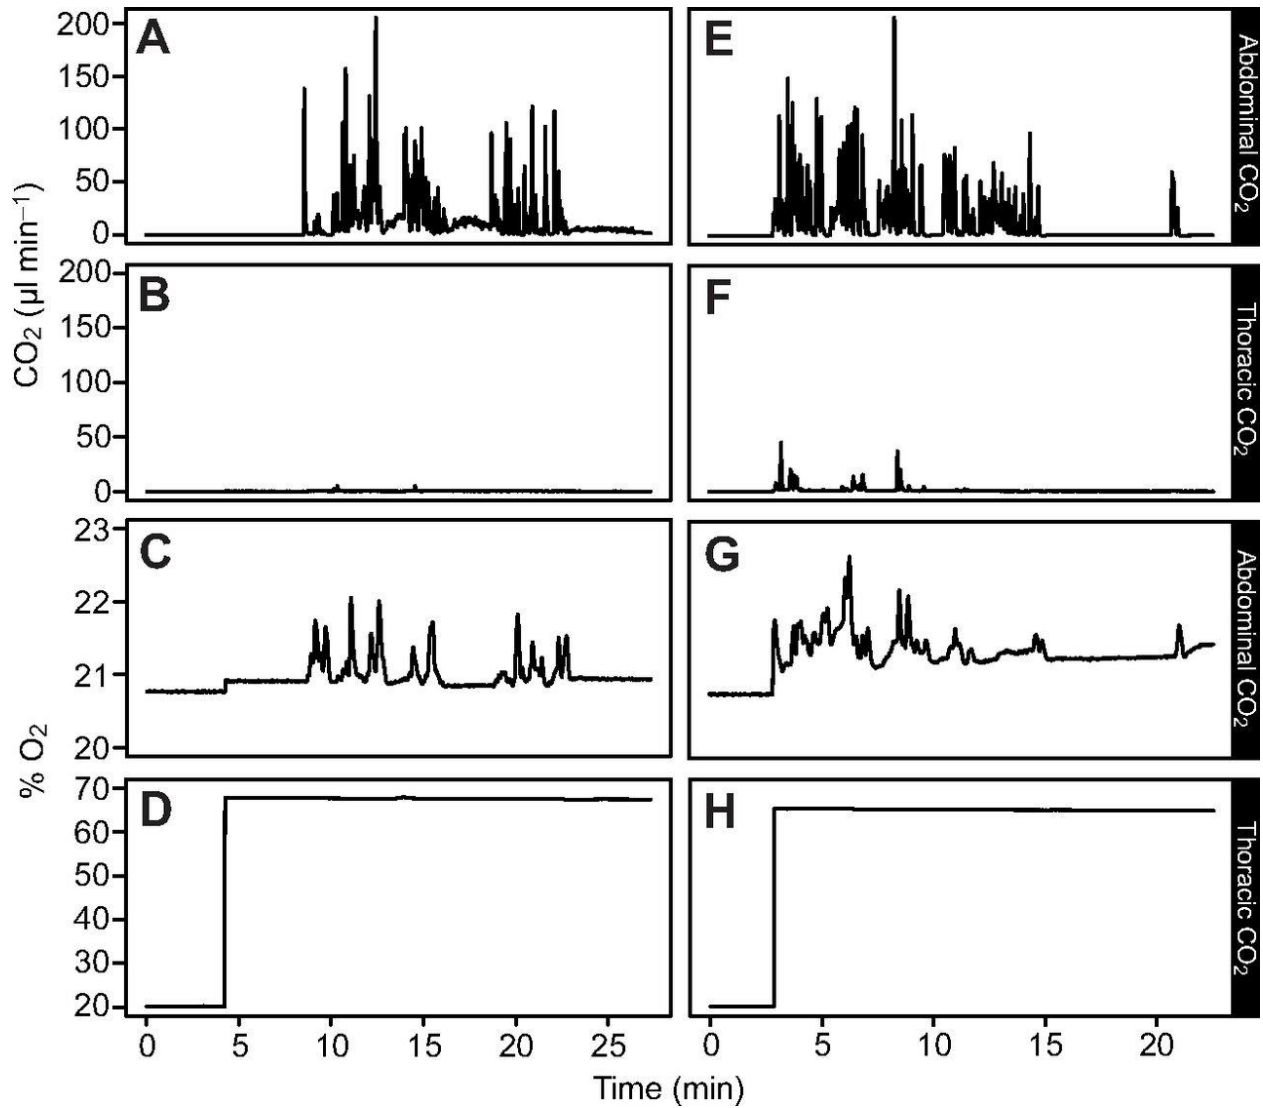 A
E
200
150
100
50
0
Abdominal CO₂
B
F
200
150
100
50
0
Thoracic CO₂
CO₂ (µl min⁻¹)
C
G
23
22
21
20
Abdominal CO₂
D
H
70
60
50
40
30
20
Thoracic CO₂
% O₂
0 5 10 15 20 25
0 5 10 15 20
Time (min)